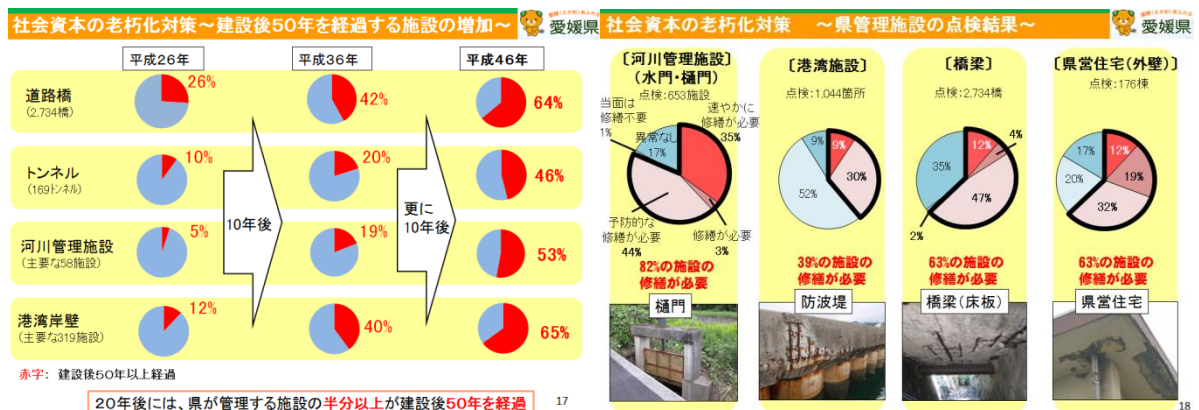 社会資本の老朽化対策～建設後50年を経過する施設の増加～
愛媛県
平成26年
平成36年
平成46年
道路橋
(2,734橋)
26%
42%
64%
トンネル
(169トンネル)
10%
20%
46%
河川管理施設
(主要な58施設)
5%
19%
53%
港湾岸壁
(主要な319施設)
12%
40%
65%
10年後
更に
10年後
赤字： 建設後50年以上経過
20年後には、県が管理する施設の半分以上が建設後50年を経過
17
社会資本の老朽化対策 ～県管理施設の点検結果～
愛媛県
〔河川管理施設〕
(水門・樋門)
点検:653施設
当面は
修繕不要
1%
異常なし
17%
速やかに
修繕が必要
35%
予防的な
修繕が必要
44%
修繕が必要
3%
82%の施設の
修繕が必要
樋門
〔港湾施設〕
点検:1,044箇所
9%
9%
30%
52%
39%の施設の
修繕が必要
防波堤
〔橋梁〕
点検:2,734橋
4%
12%
35%
47%
2%
63%の施設の
修繕が必要
橋梁(床板)
〔県営住宅(外壁)〕
点検:176棟
17%
12%
20%
19%
32%
63%の施設の
修繕が必要
県営住宅
18